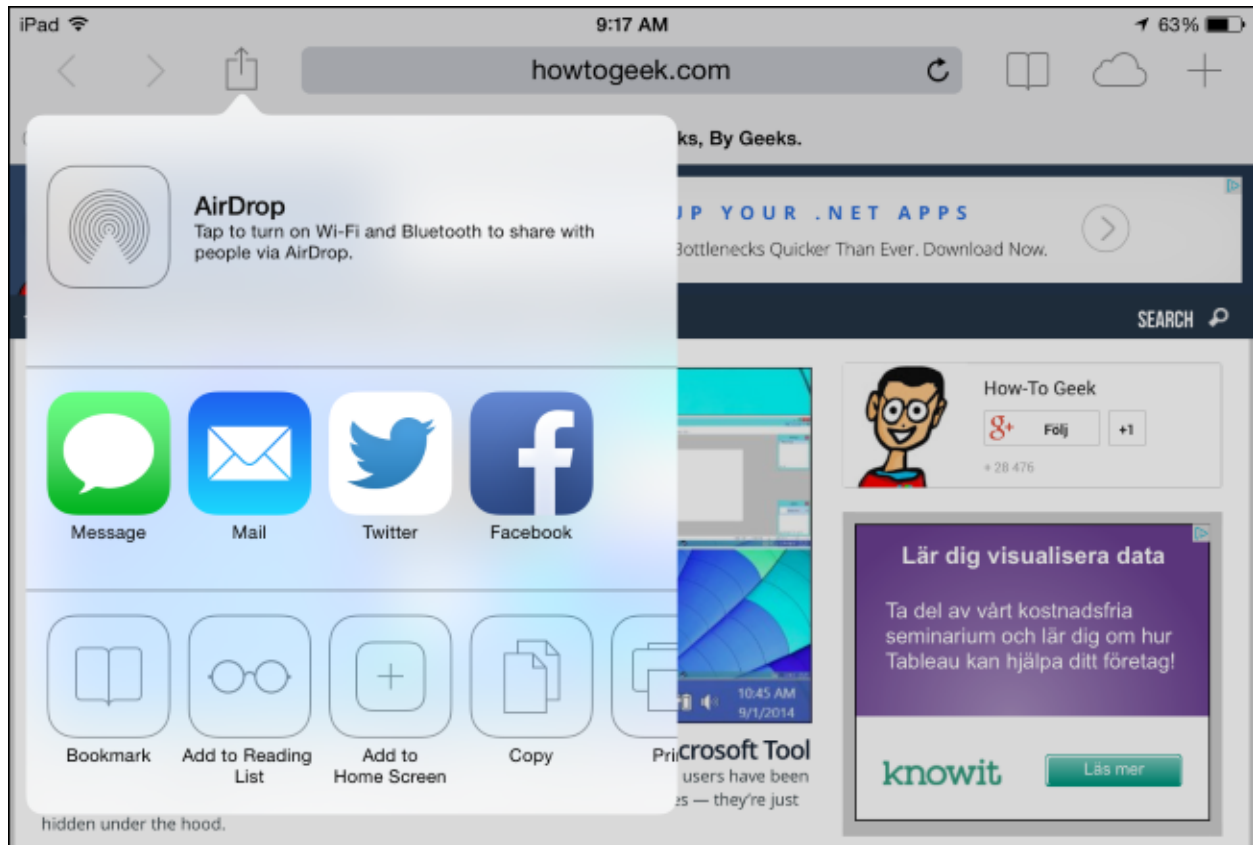 iPad
9:17 AM
63%
howtogeek.com
ks, By Geeks.
AirDrop
Tap to turn on Wi-Fi and Bluetooth to share with
people via AirDrop.
UP YOUR .NET APPS
Bottlenecks Quicker Than Ever. Download Now.
SEARCH
Message
Mail
Twitter
Facebook
How-To Geek
g+ Följ
+1
+ 28 476
Lär dig visualisera data
Ta del av vårt kostnadsfria
seminarium och lär dig om hur
Tableau kan hjälpa ditt företag!
knowit
Läs mer
10:45 AM
9/1/2014
Bookmark
Add to Reading
List
Add to
Home Screen
Copy
Pri
crosoft Tool
users have been
es — they're just
hidden under the hood.